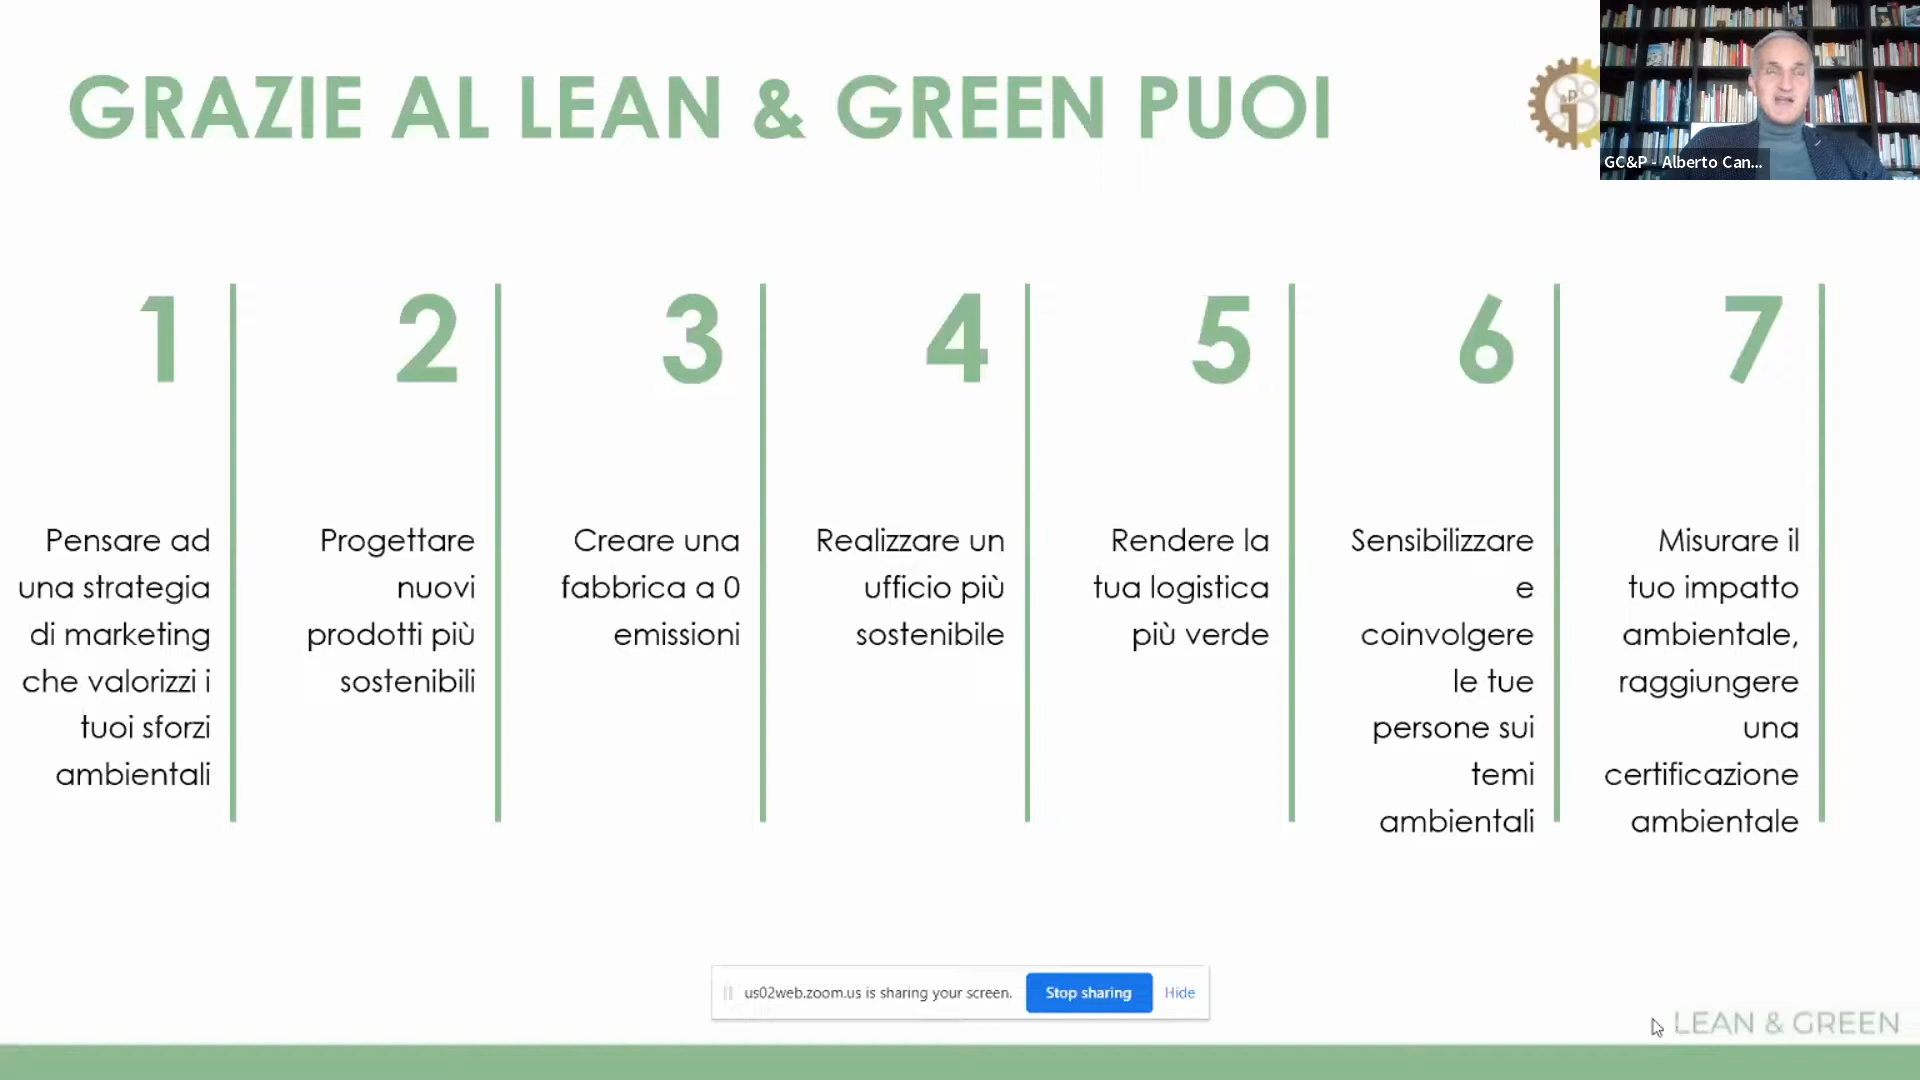 GRAZIE AL LEAN & GREEN PUOI
GC&P - Alberto Can...
1
Pensare ad
una strategia
di marketing
che valorizzi i
tuoi sforzi
ambientali
2
Progettare
nuovi
prodotti più
sostenibili
3
Creare una
fabbrica a 0
emissioni
4
Realizzare un
ufficio più
sostenibile
5
Rendere la
tua logistica
più verde
6
Sensibilizzare
e
coinvolgere
le tue
persone sui
temi
ambientali
7
Misurare il
tuo impatto
ambientale,
raggiungere
una
certificazione
ambientale
us02web.zoom.us is sharing your screen.
Stop sharing
Hide
LEAN & GREEN